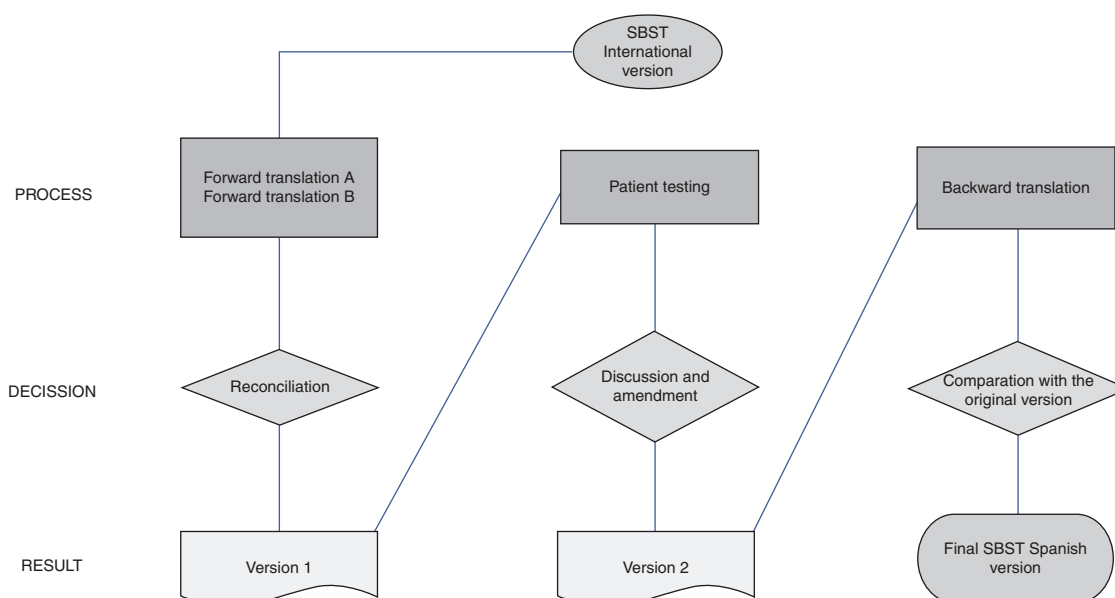 SBST
International
version
PROCESS
Forward translation A
Forward translation B
Patient testing
Backward translation
DECISSION
Reconciliation
Discussion and
amendment
Comparation with the
original version
RESULT
Version 1
Version 2
Final SBST Spanish
version